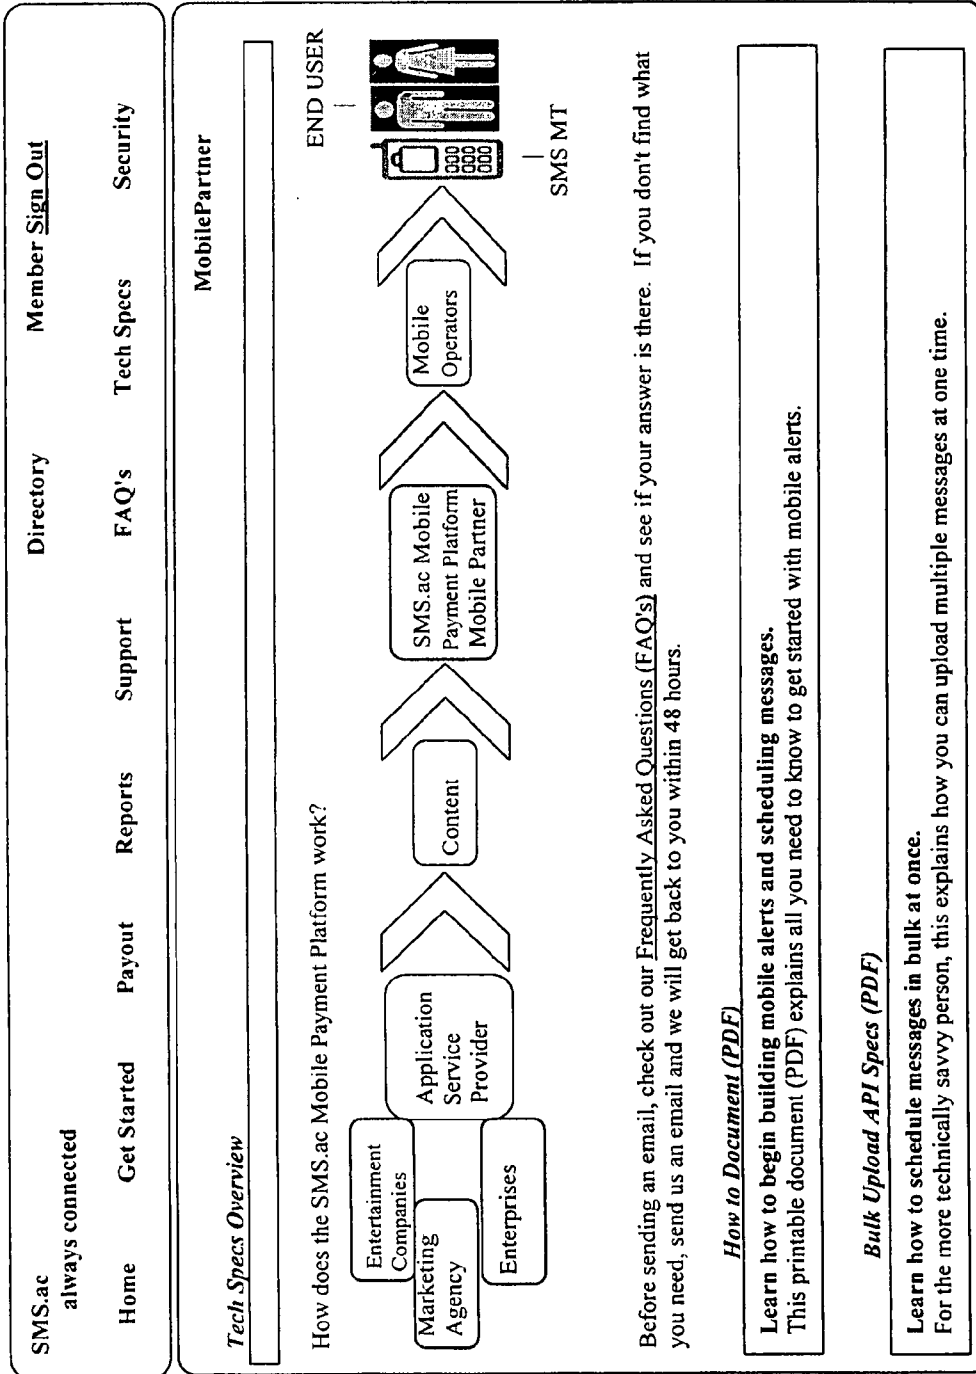 SMS.ac
always connected
Directory
Member Sign Out
Home Get Started Payout Reports Support FAQ's Tech Specs Security
MobilePartner
Tech Specs Overview
How does the SMS.ac Mobile Payment Platform work?
Entertainment
Companies
Marketing
Agency
Enterprises
Application
Service
Provider
Content
SMS.ac Mobile
Payment Platform
Mobile Partner
Mobile
Operators
END USER
SMS MT
Before sending an email, check out our Frequently Asked Questions (FAQ's) and see if your answer is there. If you don't find what
you need, send us an email and we will get back to you within 48 hours.
How to Document (PDF)
Learn how to begin building mobile alerts and scheduling messages.
This printable document (PDF) explains all you need to know to get started with mobile alerts.
Bulk Upload API Specs (PDF)
Learn how to schedule messages in bulk at once.
For the more technically savvy person, this explains how you can upload multiple messages at one time.